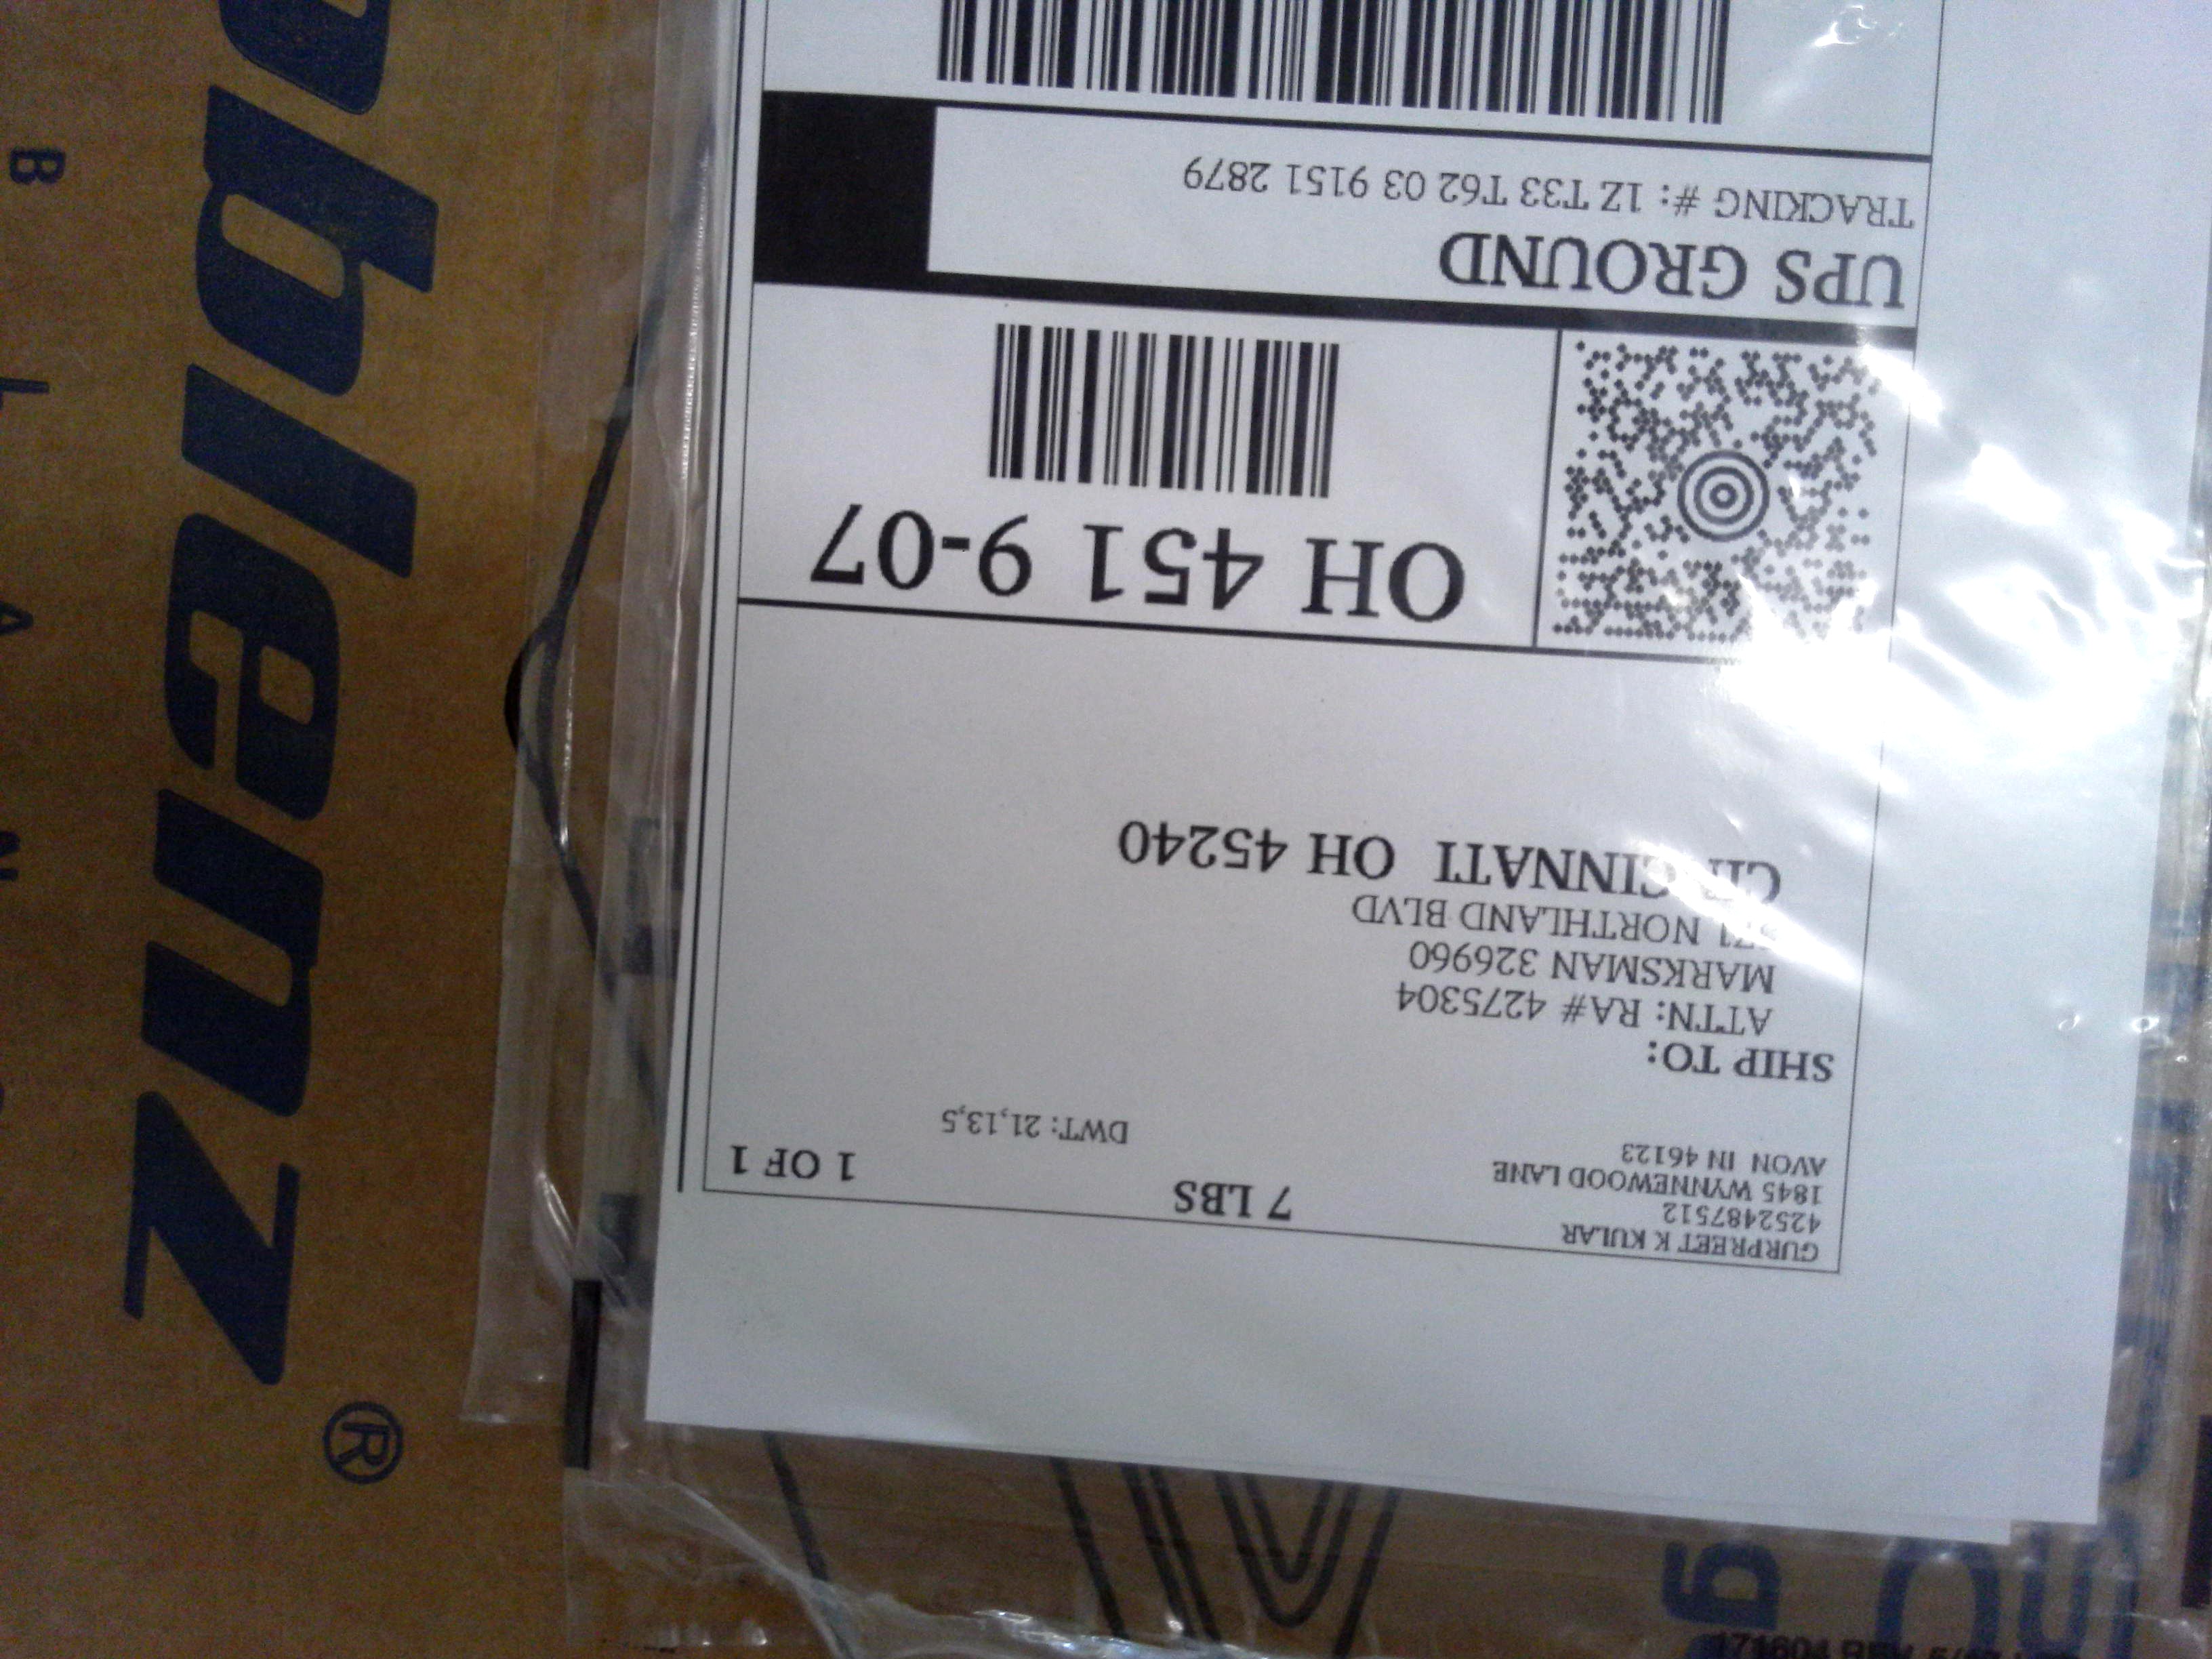 GURPREET K KULAR
4252487512
1845 WYNNEWOOD LANE
AVON IN 46123
7 LBS
1 OF 1
DWT: 21,13,5
SHIP TO:
ATTN: RA# 4275304
MARKSMAN 326960
NORTHLAND BLVD
OH 45240
OH 451 9-07
UPS GROUND
TRACKING #: 1Z T33 T62 03 9151 2879
phlenz
®